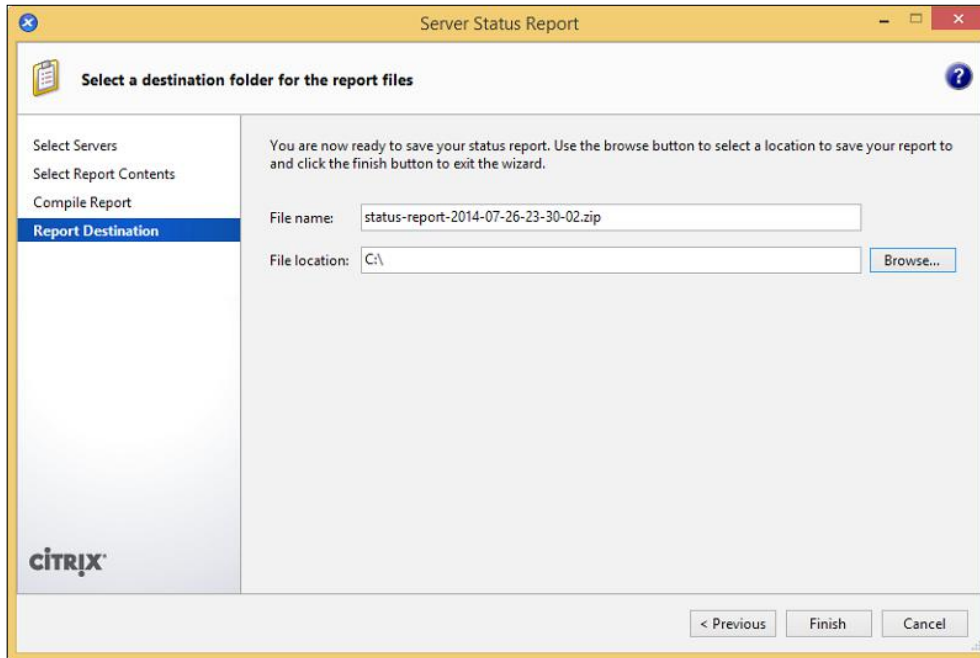 Server Status Report
Select a destination folder for the report files
Select Servers
Select Report Contents
Compile Report
Report Destination
You are now ready to save your status report. Use the browse button to select a location to save your report to
and click the finish button to exit the wizard.
File name: status-report-2014-07-26-23-30-02.zip
File location: C:\ Browse...
CİTRIX
< Previous Finish Cancel